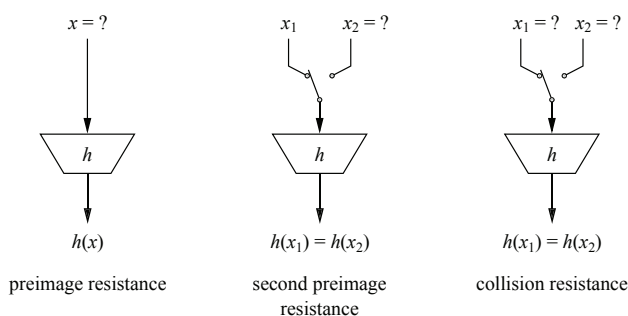 x = ?
h
h(x)
preimage resistance
x₁
x₂ = ?
h
h(x₁) = h(x₂)
second preimage
resistance
x₁ = ?
x₂ = ?
h
h(x₁) = h(x₂)
collision resistance